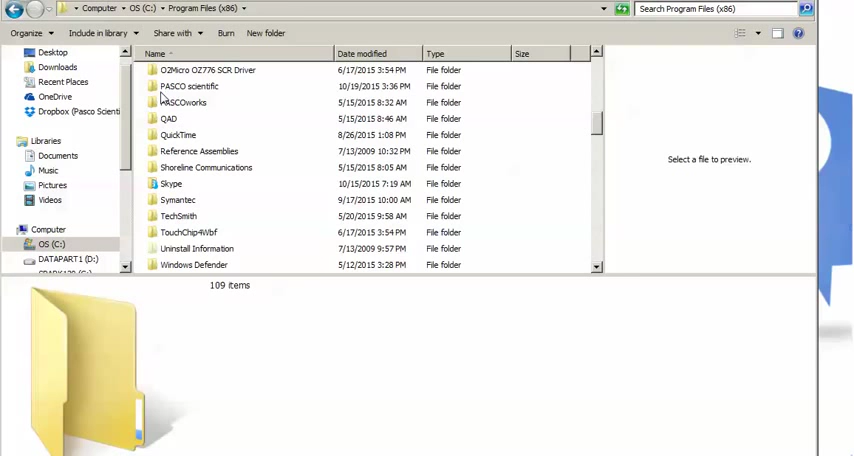 Computer OS (C:) Program Files (x86) Search Program Files (x86)
Organize Include in library Share with Burn New folder
Name Date modified Type Size
Desktop
Downloads
Recent Places
OneDrive
Dropbox (Pasco Scienti
Libraries
Documents
Music
Pictures
Videos
Computer
OS (C:)
DATAPART1 (D:)
O2Micro OZ776 SCR Driver 6/17/2015 3:54 PM File folder
PASCO scientific 10/19/2015 3:36 PM File folder
PASCOworks 5/15/2015 8:32 AM File folder
QAD 5/15/2015 8:46 AM File folder
QuickTime 8/26/2015 1:08 PM File folder
Reference Assemblies 7/13/2009 10:32 PM File folder
Shoreline Communications 5/15/2015 8:05 AM File folder
Skype 10/15/2015 7:19 AM File folder
Symantec 9/17/2015 10:00 AM File folder
TechSmith 5/20/2015 9:58 AM File folder
TouchChip4Wbf 6/17/2015 3:54 PM File folder
Uninstall Information 7/13/2009 9:57 PM File folder
Windows Defender 5/12/2015 3:28 PM File folder
Select a file to preview.
109 items